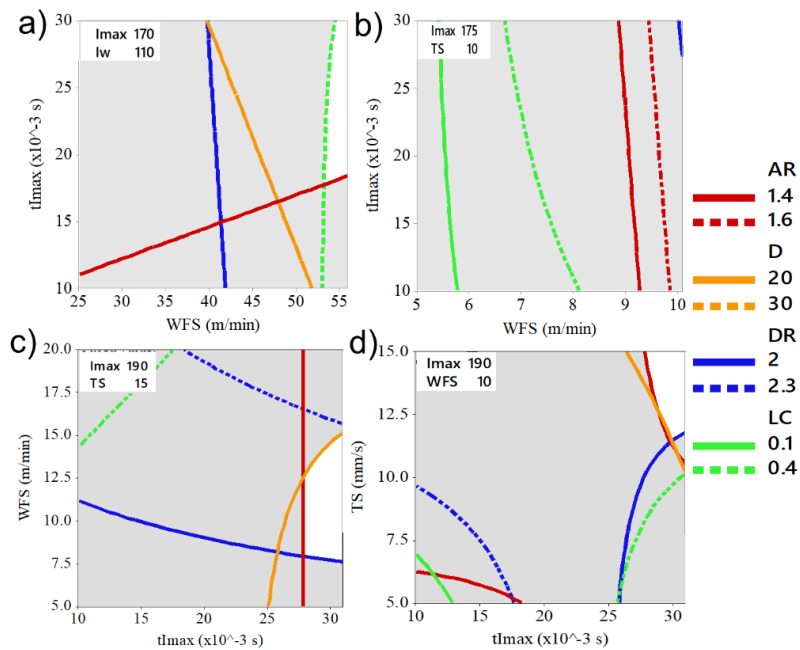 a)
Imax 170
Iw 110
30
25
20
15
10
tImax (x10^-3 s)
25 30 35 40 45 50 55
WFS (m/min)
b)
Imax 175
TS 10
30
25
20
15
10
tImax (x10^-3 s)
5 6 7 8 9 10
WFS (m/min)
c)
Imax 190
TS 15
20.0
17.5
15.0
12.5
10.0
7.5
5.0
WFS (m/min)
10 15 20 25 30
tImax (x10^-3 s)
d)
Imax 190
WFS 10
15.0
12.5
10.0
7.5
5.0
TS (mm/s)
10 15 20 25 30
tImax (x10^-3 s)
AR
1.4
1.6
D
20
30
DR
2
2.3
LC
0.1
0.4